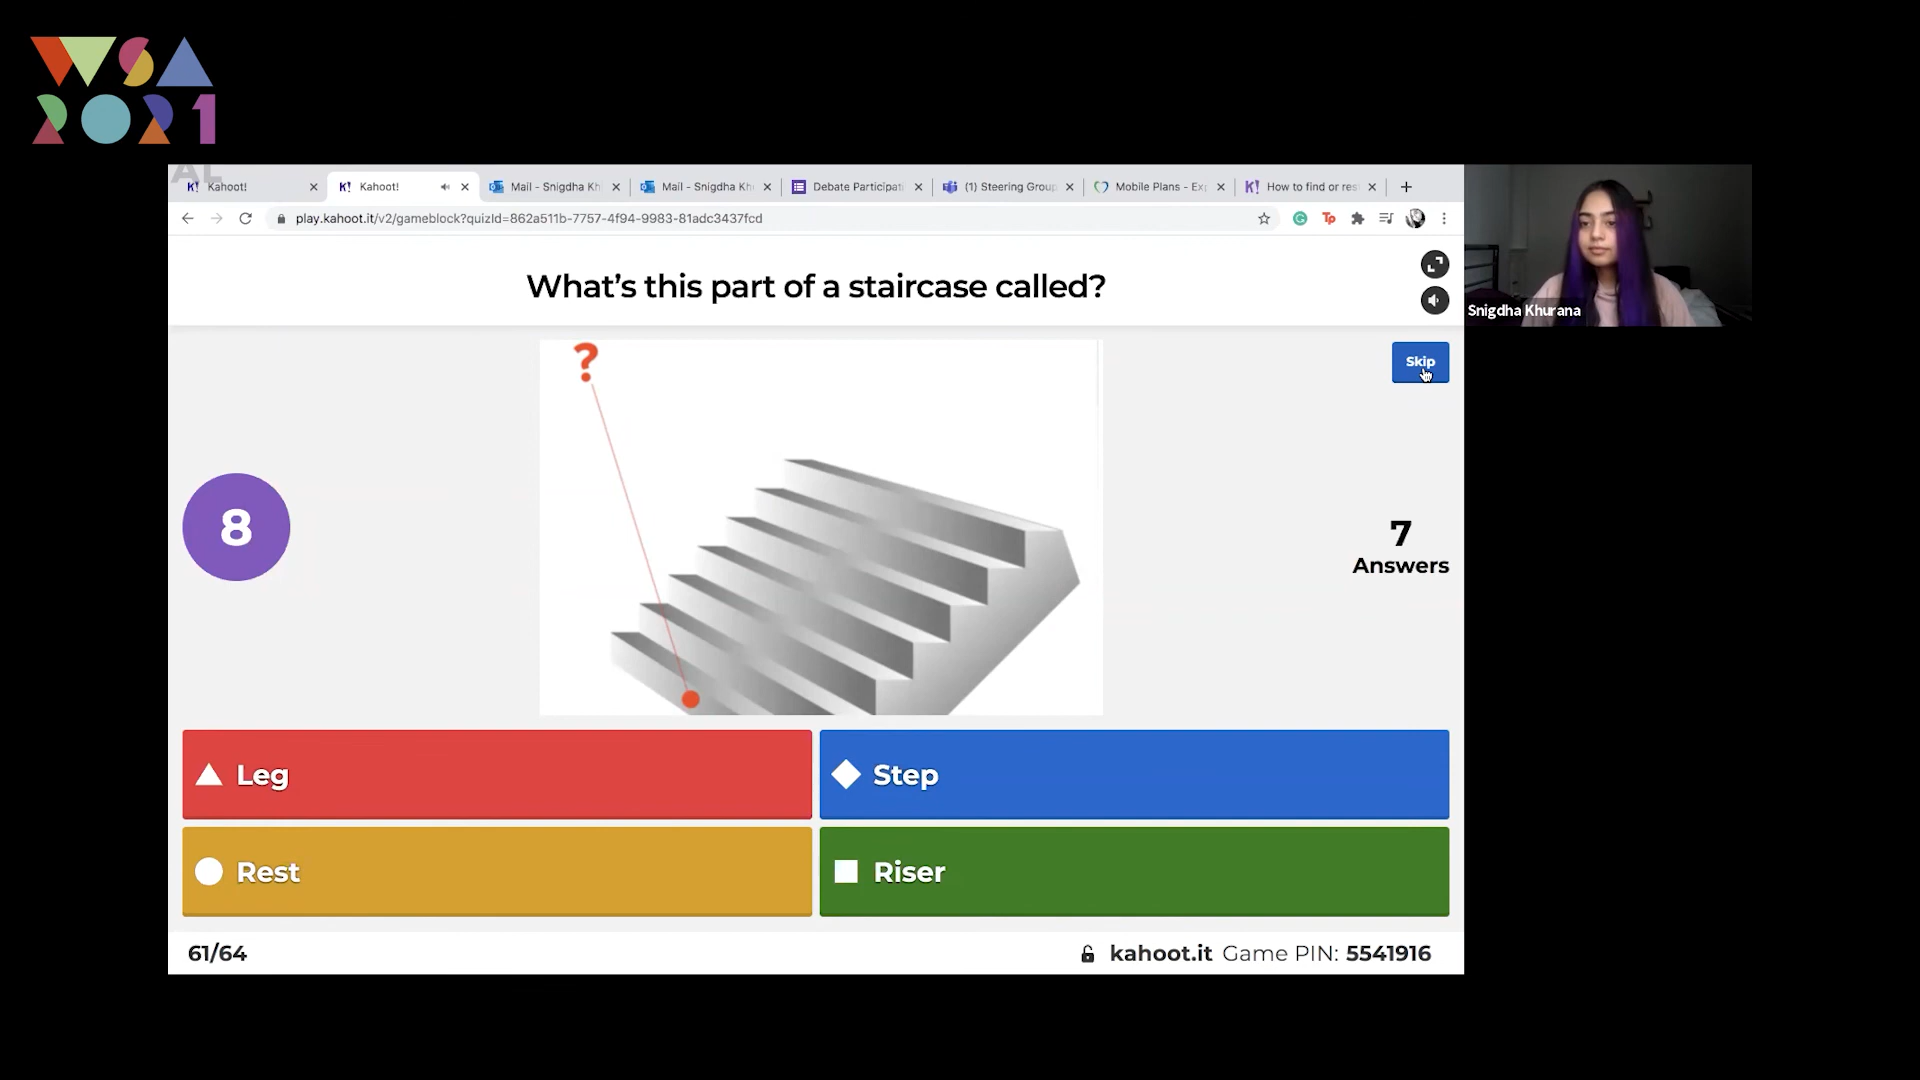 WSA
2021
AL
Kahoot!
Kahoot!
Mail - Snigdha Kh
Mail - Snigdha Kh
Debate Participat
(1) Steering Group
Mobile Plans - Ex
How to find or res
play.kahoot.it/v2/gameblock?quizId=862a511b-7757-4f94-9983-81adc3437fcd
What's this part of a staircase called?
Snigdha Khurana
?
Skip
8
7
Answers
Leg
Step
Rest
Riser
61/64
kahoot.it Game PIN: 5541916